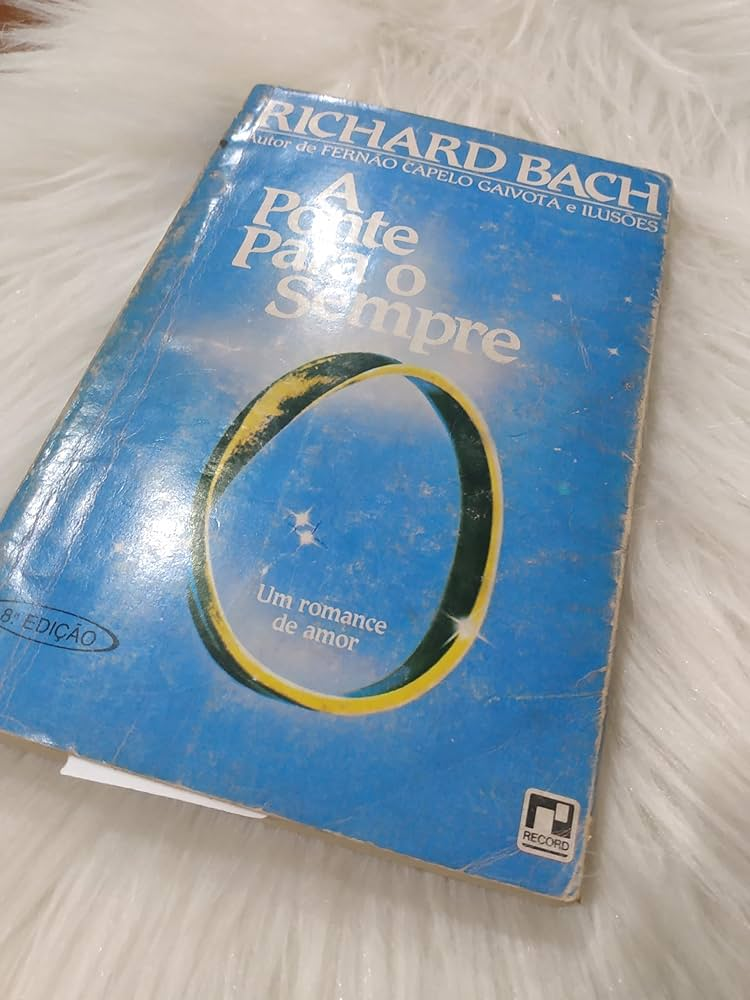 RICHARD BACH
Autor de FERNÃO CAPELO GAIVOTA e ILUSÕES
A
Ponte
Para o
Sempre
Um romance
de amor
8ª EDIÇÃO
RECORD